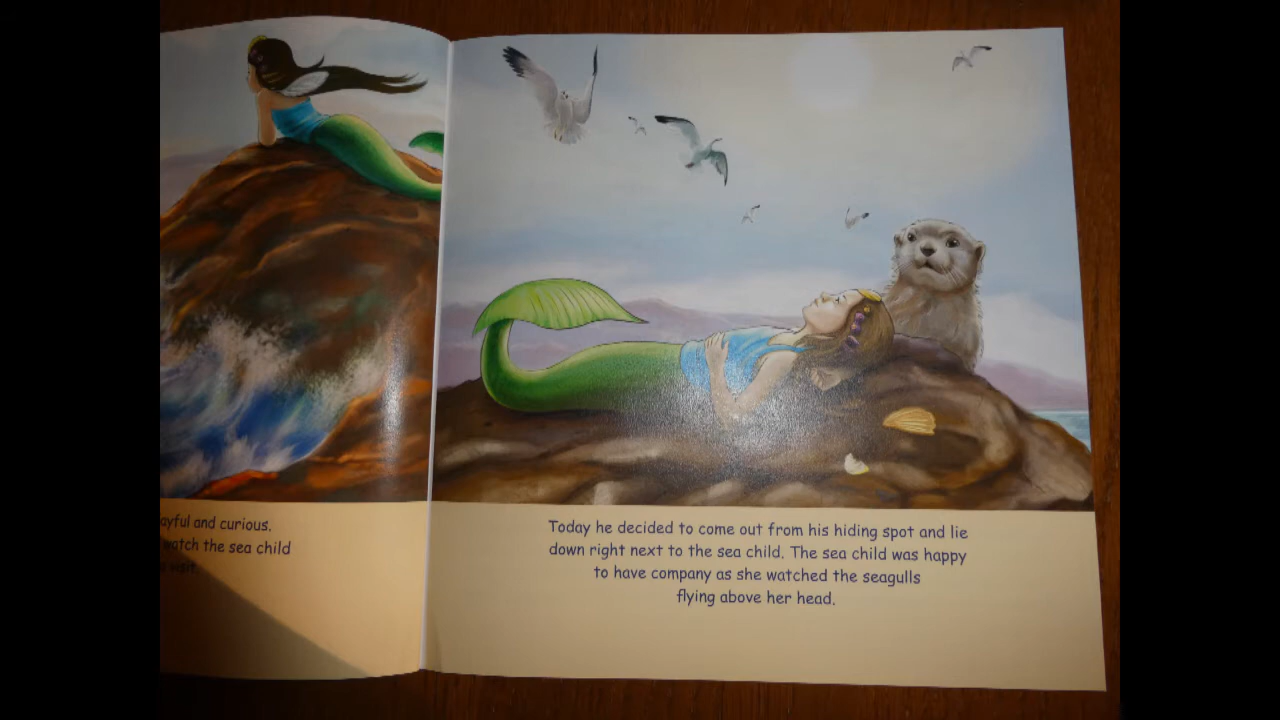 and curious.
watch the sea child
visit.
Today he decided to come out from his hiding spot and lie
down right next to the sea child. The sea child was happy
to have company as she watched the seagulls
flying above her head.